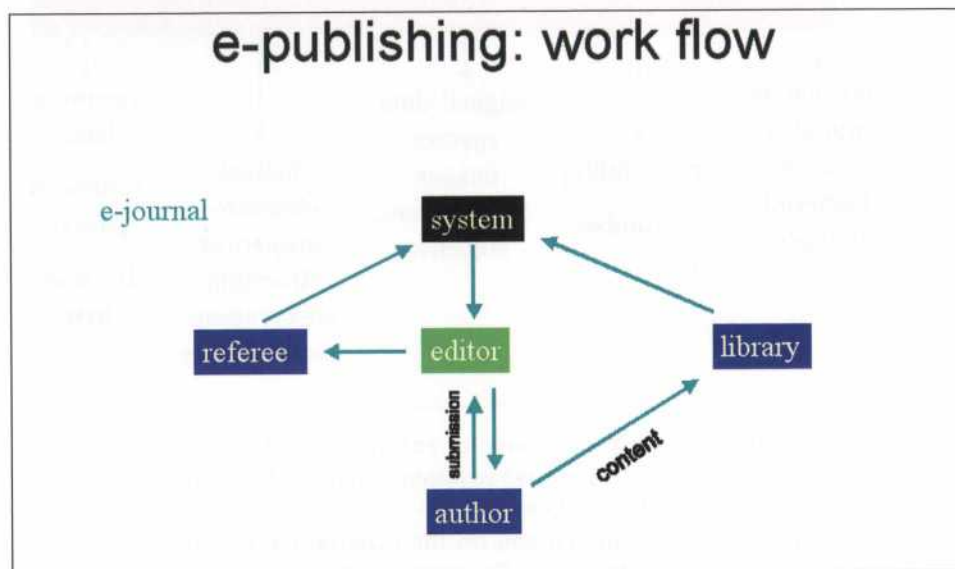 e-publishing: work flow
e-journal
system
referee
editor
library
submission
content
author